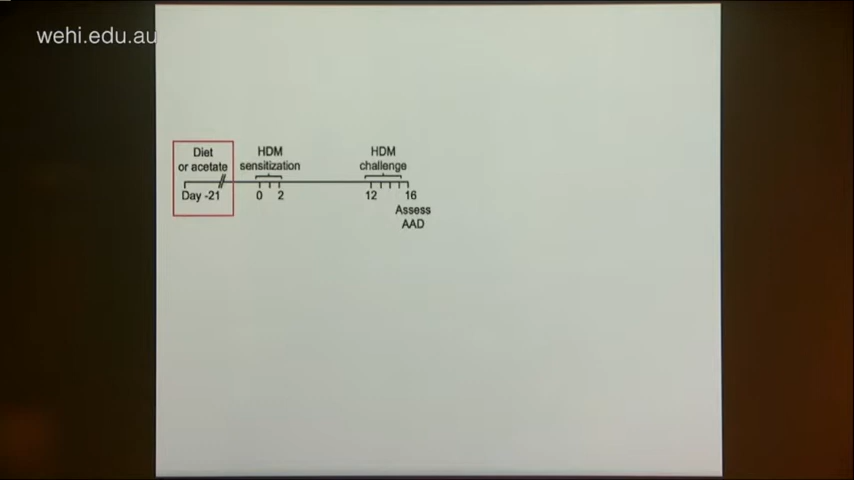 wehi.edu.au
Diet
or acetate
HDM
sensitization
HDM
challenge
Day -21
0
2
12
16
Assess
AAD